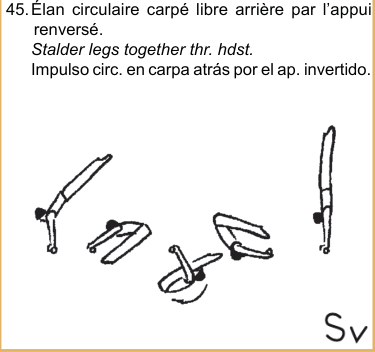 45. Élan circulaire carpé libre arrière par l'appui
renversé.
Stalder legs together thr. hdst.
Impulso circ. en carpa atrás por el ap. invertido.
Sv